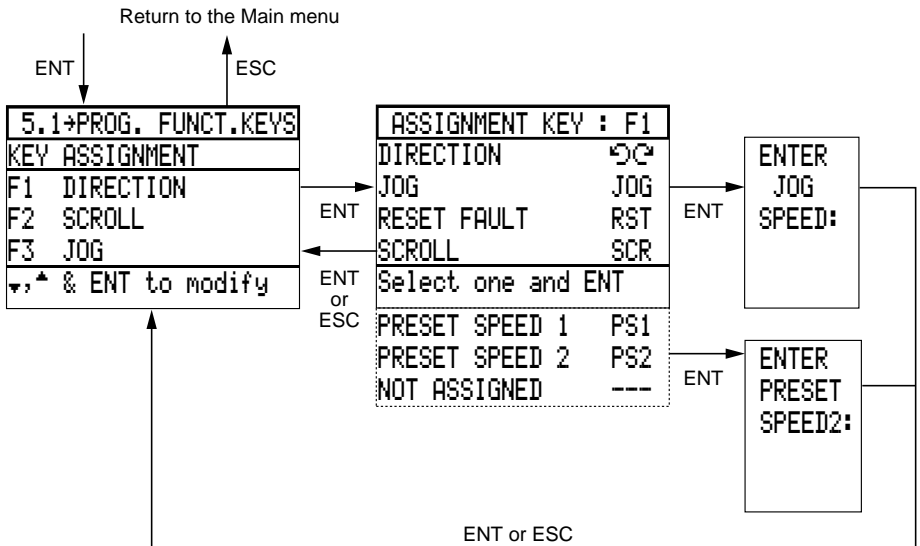 Return to the Main menu
ENT
ESC
5.1→PROG. FUNCT.KEYS
KEY ASSIGNMENT
F1 DIRECTION
F2 SCROLL
F3 JOG
▼,▲ & ENT to modify
ENT
ENT
or
ESC
ASSIGNMENT KEY : F1
DIRECTION ↶↷
JOG JOG
RESET FAULT RST
SCROLL SCR
Select one and ENT
PRESET SPEED 1 PS1
PRESET SPEED 2 PS2
NOT ASSIGNED ---
ENT
ENTER
JOG
SPEED:
ENT
ENTER
PRESET
SPEED2:
ENT or ESC